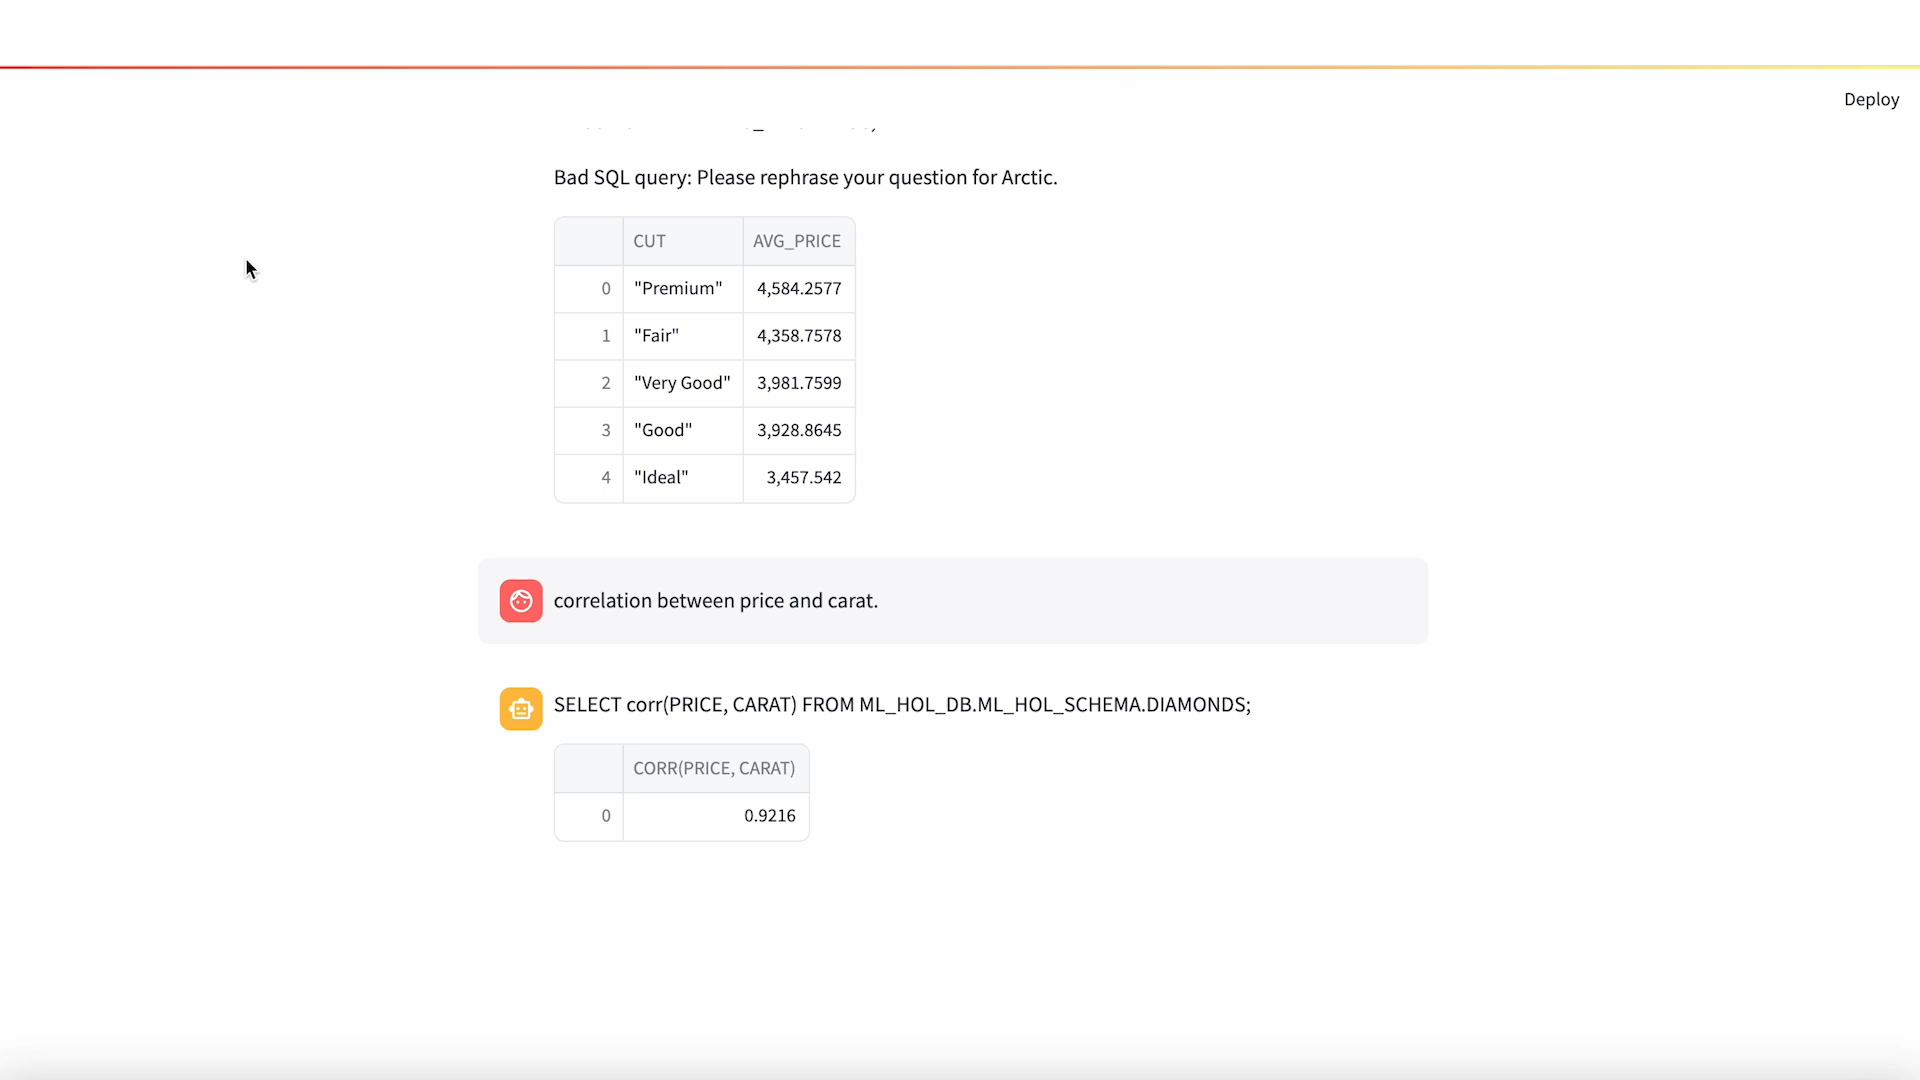 Deploy
Bad SQL query: Please rephrase your question for Arctic.
CUT AVG_PRICE
0 "Premium" 4,584.2577
1 "Fair" 4,358.7578
2 "Very Good" 3,981.7599
3 "Good" 3,928.8645
4 "Ideal" 3,457.542
correlation between price and carat.
SELECT corr(PRICE, CARAT) FROM ML_HOL_DB.ML_HOL_SCHEMA.DIAMONDS;
CORR(PRICE, CARAT)
0 0.9216